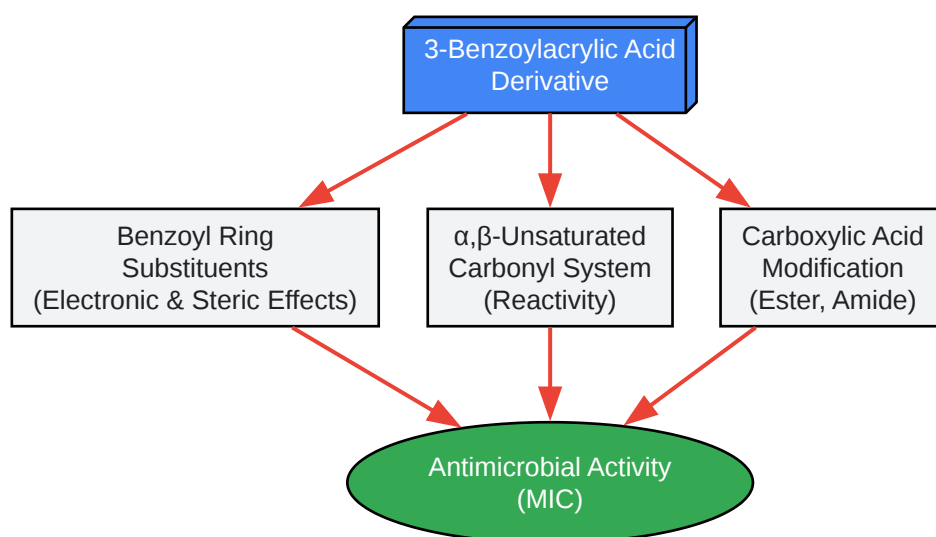 3-Benzoylacrylic Acid
Derivative
Benzoyl Ring
Substituents
(Electronic & Steric Effects)
α,β-Unsaturated
Carbonyl System
(Reactivity)
Carboxylic Acid
Modification
(Ester, Amide)
Antimicrobial Activity
(MIC)